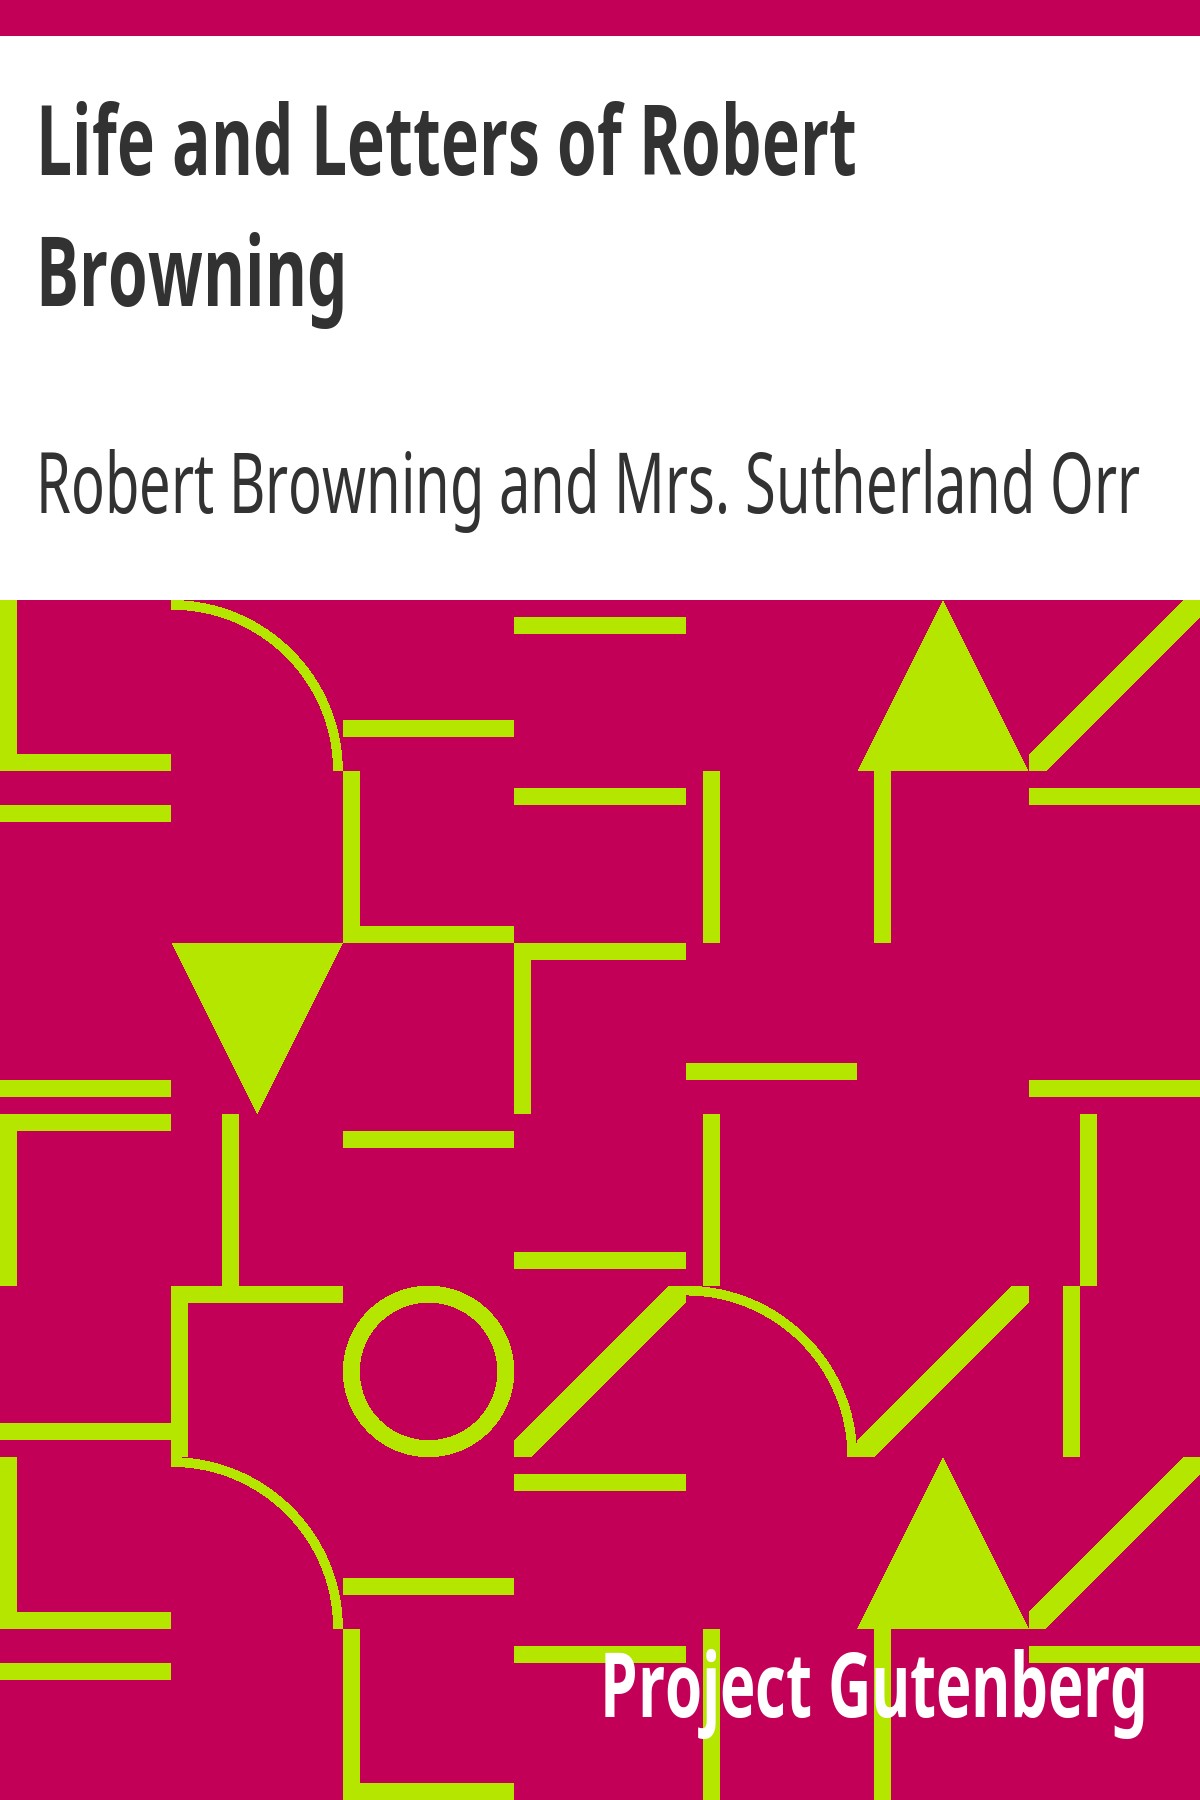 Life and Letters of Robert
Browning
Robert Browning and Mrs. Sutherland Orr
Project Gutenberg